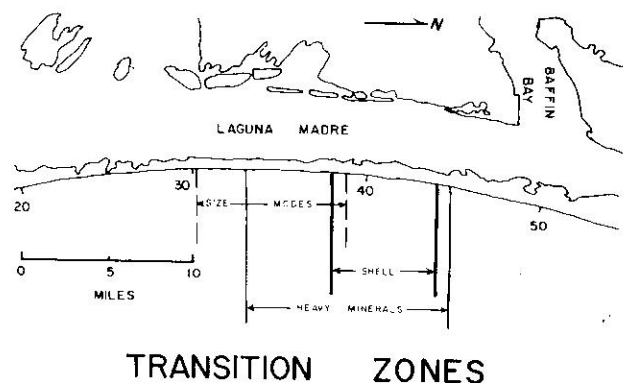 N
BAFFIN
BAY
LAGUNA MADRE
20 30 40 50
SIZE MODES
SHELL
0 5 10
MILES
HEAVY MINERALS
TRANSITION ZONES